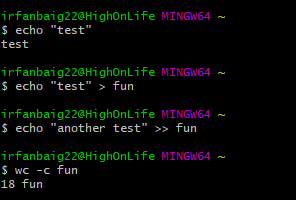 irfanbaig22@HighOnLife MINGW64 ~
$ echo "test"
test
irfanbaig22@HighOnLife MINGW64 ~
$ echo "test" > fun
irfanbaig22@HighOnLife MINGW64 ~
$ echo "another test" >> fun
irfanbaig22@HighOnLife MINGW64 ~
$ wc -c fun
18 fun